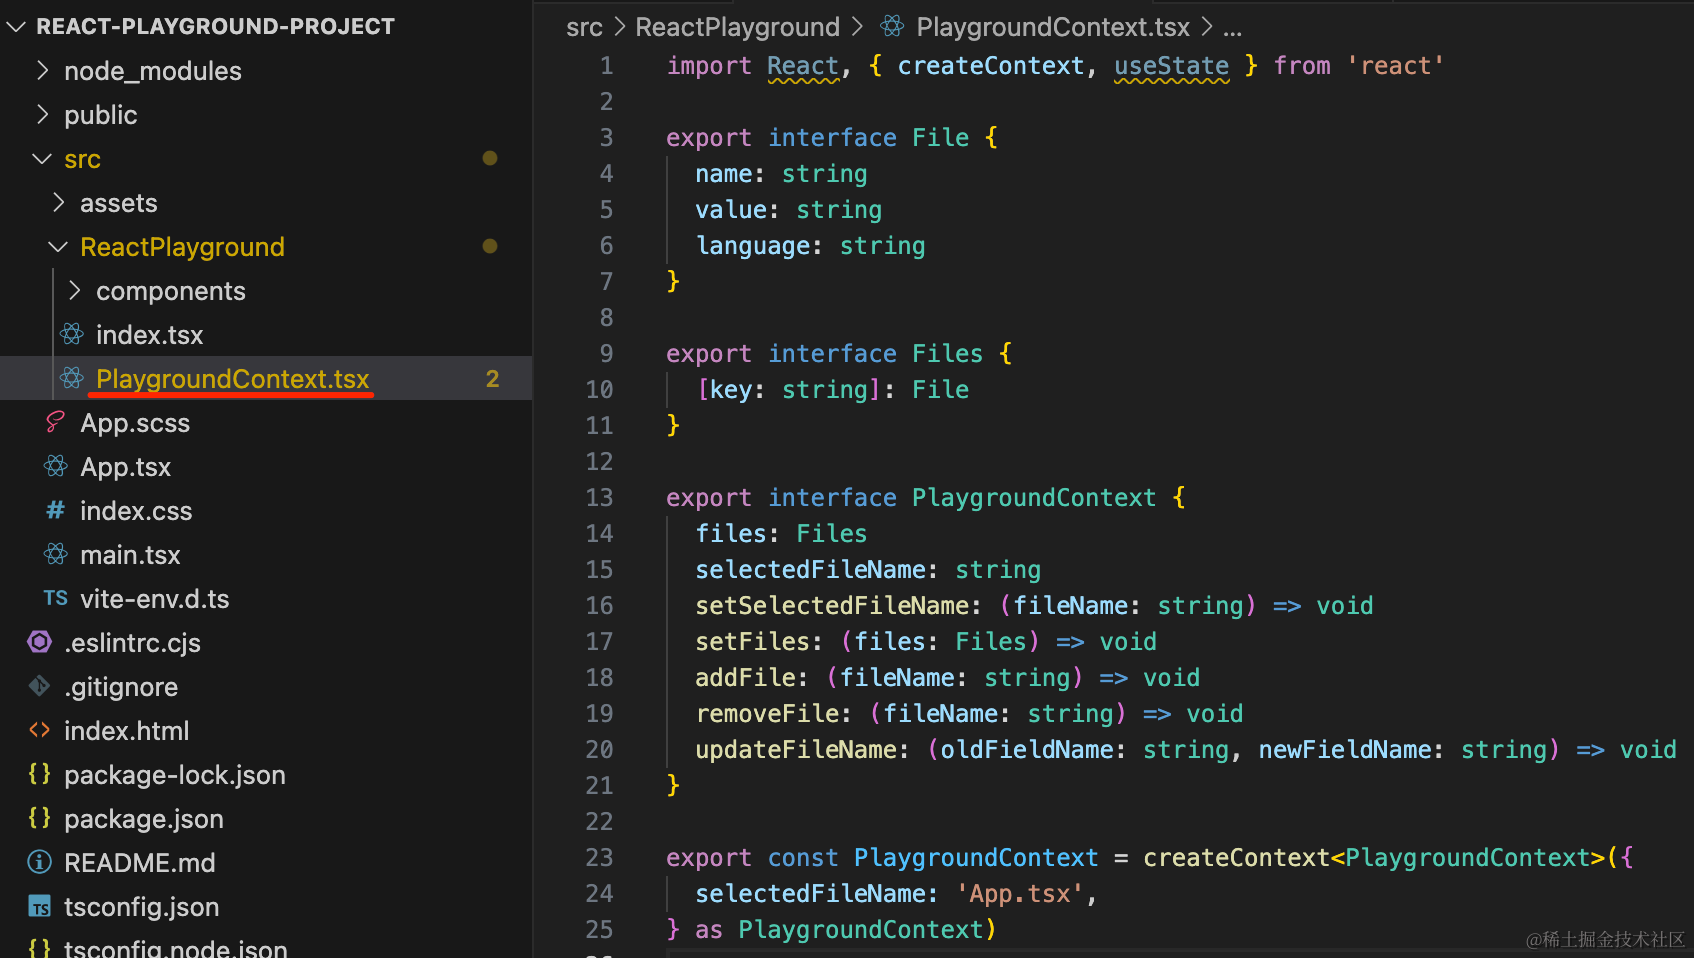 REACT-PLAYGROUND-PROJECT
node_modules
public
src
assets
ReactPlayground
components
index.tsx
PlaygroundContext.tsx 2
App.scss
App.tsx
# index.css
main.tsx
TS vite-env.d.ts
.eslintrc.cjs
.gitignore
<> index.html
{} package-lock.json
{} package.json
README.md
TS tsconfig.json
{} tsconfig.node.json
src > ReactPlayground > PlaygroundContext.tsx > ...
1 import React, { createContext, useState } from 'react'
2
3 export interface File {
4 name: string
5 value: string
6 language: string
7 }
8
9 export interface Files {
10 [key: string]: File
11 }
12
13 export interface PlaygroundContext {
14 files: Files
15 selectedFileName: string
16 setSelectedFileName: (fileName: string) => void
17 setFiles: (files: Files) => void
18 addFile: (fileName: string) => void
19 removeFile: (fileName: string) => void
20 updateFileName: (oldFieldName: string, newFieldName: string) => void
21 }
22
23 export const PlaygroundContext = createContext<PlaygroundContext>({
24 selectedFileName: 'App.tsx',
25 } as PlaygroundContext)
@稀土掘金技术社区